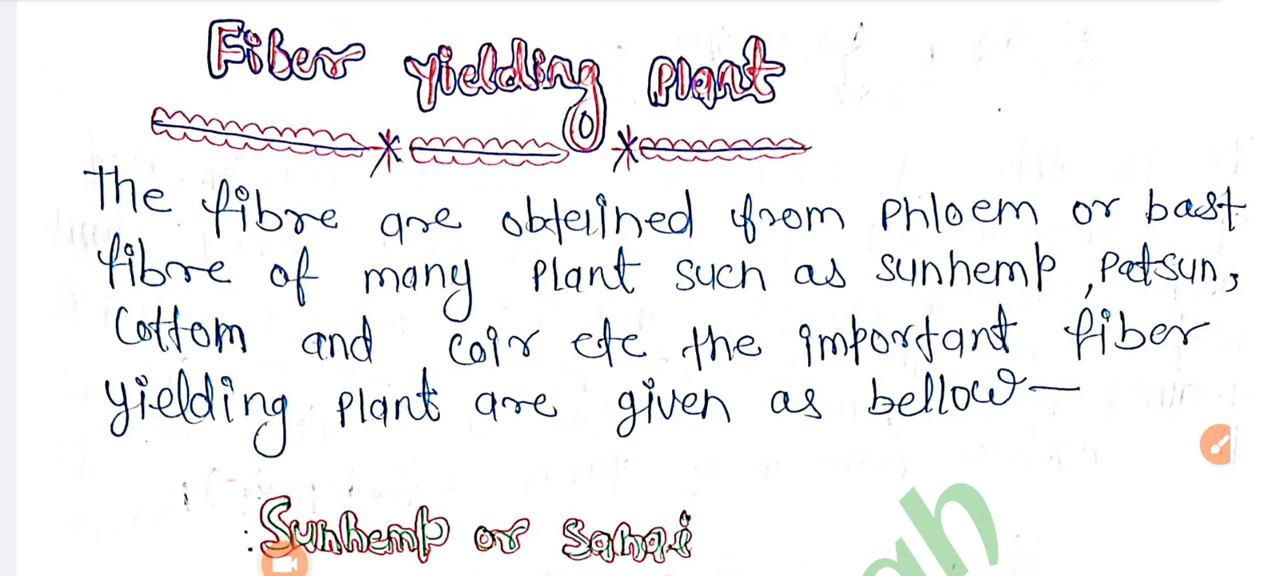 Fiber yielding plant
The fibre are obtained from Phloem or bast
fibre of many Plant such as sunhemp, Patsun,
Cottom and coir etc the important fiber
yielding plant are given as bellow—
Sunhemp or Sanai
ah